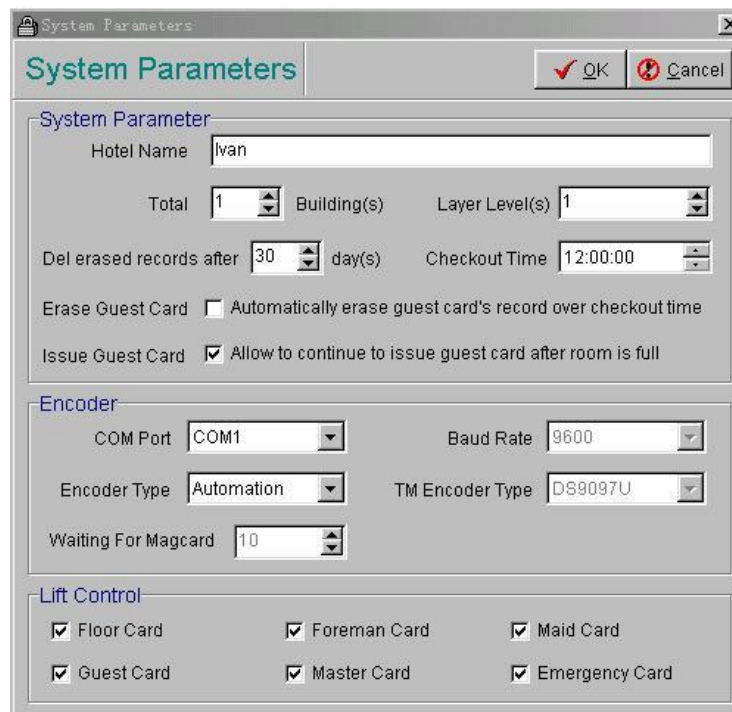 System Parameters
System Parameters OK Cancel
System Parameter
Hotel Name Ivan
Total 1 Building(s) Layer Level(s) 1
Del erased records after 30 day(s) Checkout Time 12:00:00
Erase Guest Card Automatically erase guest card's record over checkout time
Issue Guest Card Allow to continue to issue guest card after room is full
Encoder
COM Port COM1 Baud Rate 9600
Encoder Type Automation TM Encoder Type DS9097U
Waiting For Magcard 10
Lift Control
Floor Card Foreman Card Maid Card
Guest Card Master Card Emergency Card